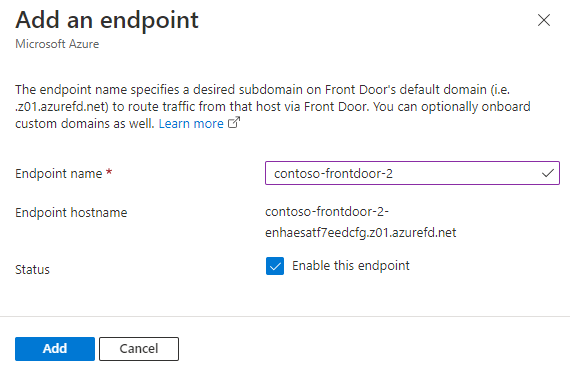 Add an endpoint
Microsoft Azure
The endpoint name specifies a desired subdomain on Front Door's default domain (i.e.
.z01.azurefd.net) to route traffic from that host via Front Door. You can optionally onboard
custom domains as well. Learn more
Endpoint name *
contoso-frontdoor-2
Endpoint hostname
contoso-frontdoor-2-
enhaesatf7eedcfg.z01.azurefd.net
Status
Enable this endpoint
Add
Cancel